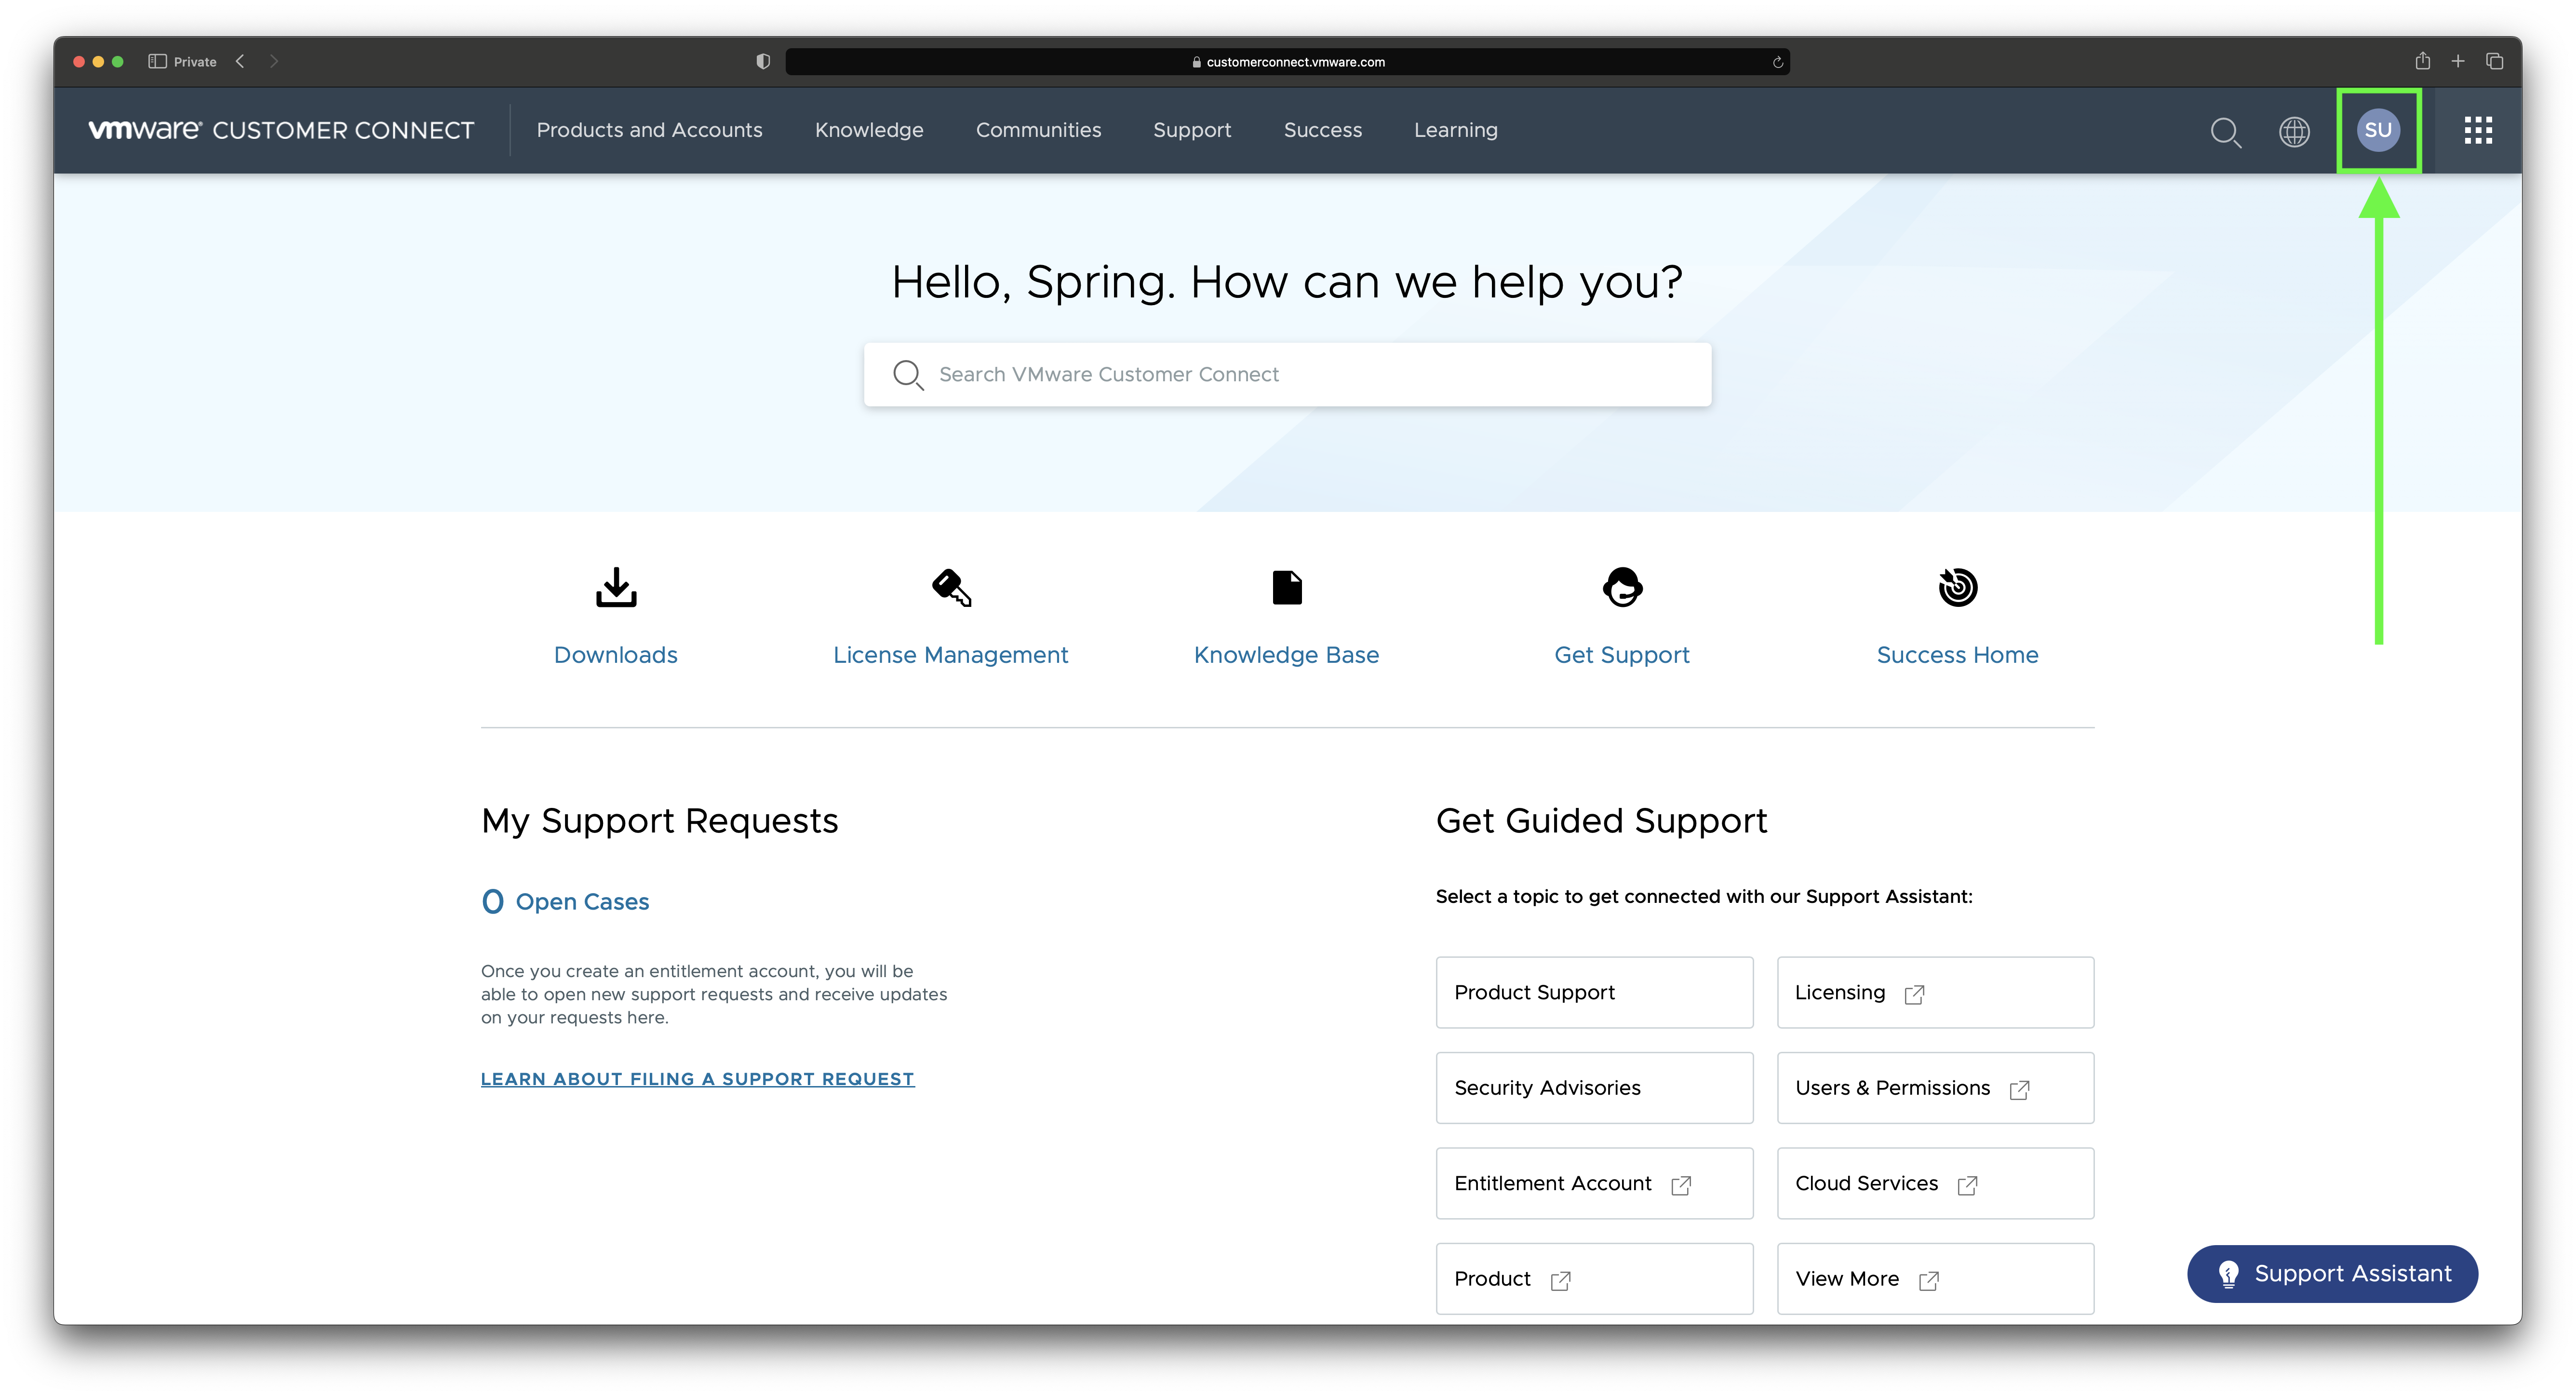 Private
customerconnect.vmware.com
vmware® CUSTOMER CONNECT
Products and Accounts
Knowledge
Communities
Support
Success
Learning
SU
Hello, Spring. How can we help you?
Search VMware Customer Connect
Downloads
License Management
Knowledge Base
Get Support
Success Home
My Support Requests
0 Open Cases
Once you create an entitlement account, you will be
able to open new support requests and receive updates
on your requests here.
LEARN ABOUT FILING A SUPPORT REQUEST
Get Guided Support
Select a topic to get connected with our Support Assistant:
Product Support
Licensing
Security Advisories
Users & Permissions
Entitlement Account
Cloud Services
Product
View More
Support Assistant